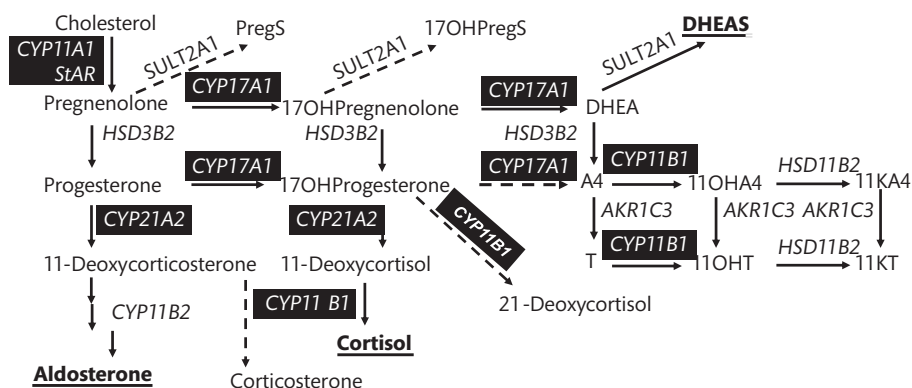 Cholesterol PregS 17OHPregS DHEAS
CYP11A1
StAR
SULT2A1 SULT2A1 SULT2A1
CYP17A1 CYP17A1
Pregnenolone 17OHPregnenolone DHEA
HSD3B2 HSD3B2 HSD3B2
CYP17A1 CYP17A1 CYP11B1 HSD11B2
Progesterone 17OHProgesterone A4 11OHA4 11KA4
CYP21A2 CYP21A2 CYP11B1 AKR1C3 AKR1C3 AKR1C3
CYP11B1 HSD11B2
11-Deoxycorticosterone 11-Deoxycortisol T 11OHT 11KT
CYP11B2 CYP11 B1 21-Deoxycortisol
Cortisol
Aldosterone Corticosterone